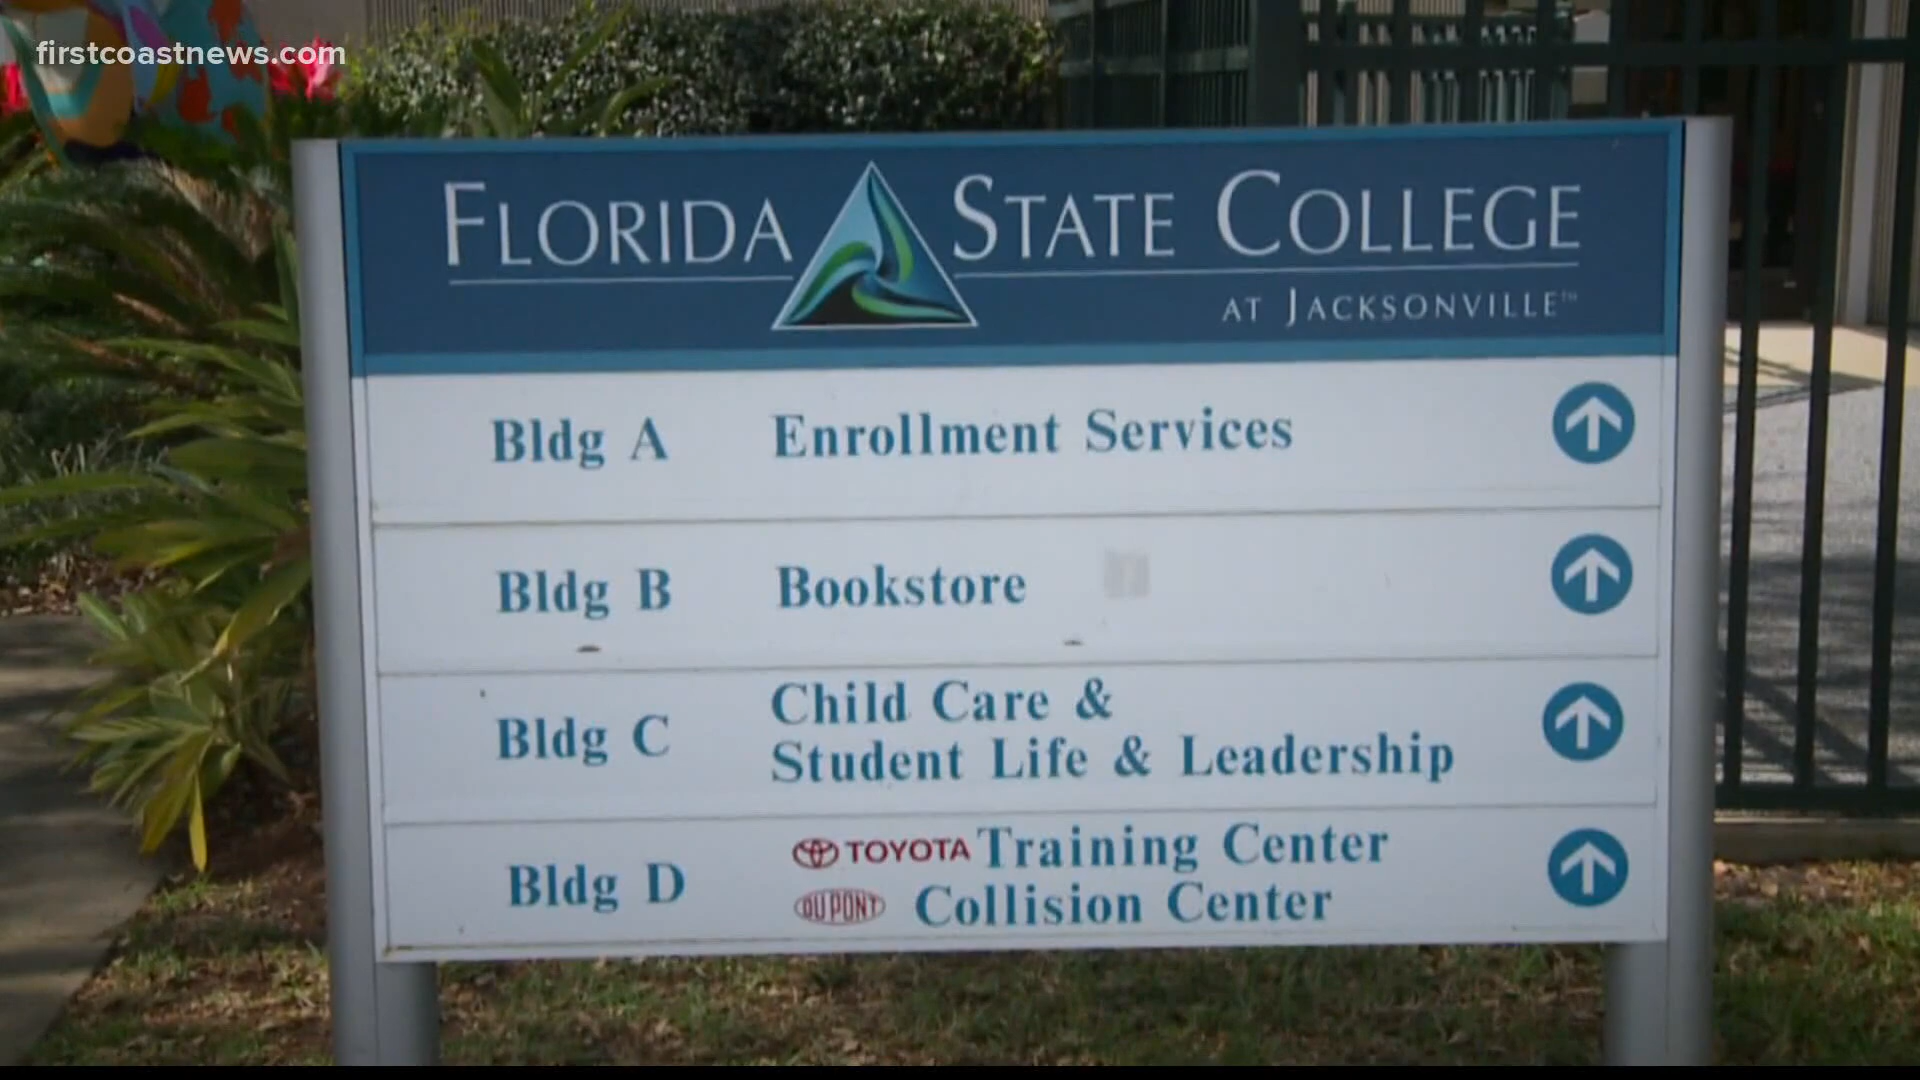 firstcoastnews.com
FLORIDA STATE COLLEGE
AT JACKSONVILLE™
Bldg A Enrollment Services
Bldg B Bookstore
Bldg C Child Care &
Student Life & Leadership
Bldg D TOYOTA Training Center
DUPONT Collision Center